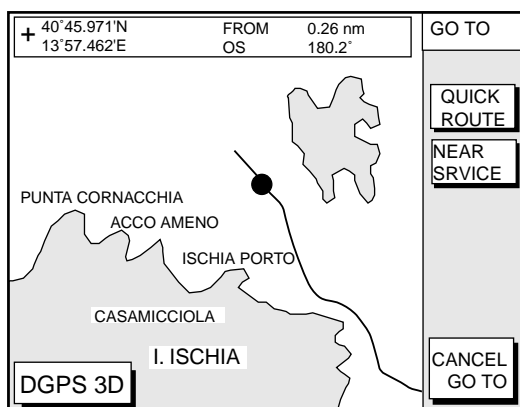 + 40°45.971'N FROM 0.26 nm
13°57.462'E OS 180.2°
GO TO
QUICK
ROUTE
NEAR
SRVICE
PUNTA CORNACCHIA
ACCO AMENO
ISCHIA PORTO
CASAMICCIOLA
I. ISCHIA
DGPS 3D
CANCEL
GO TO